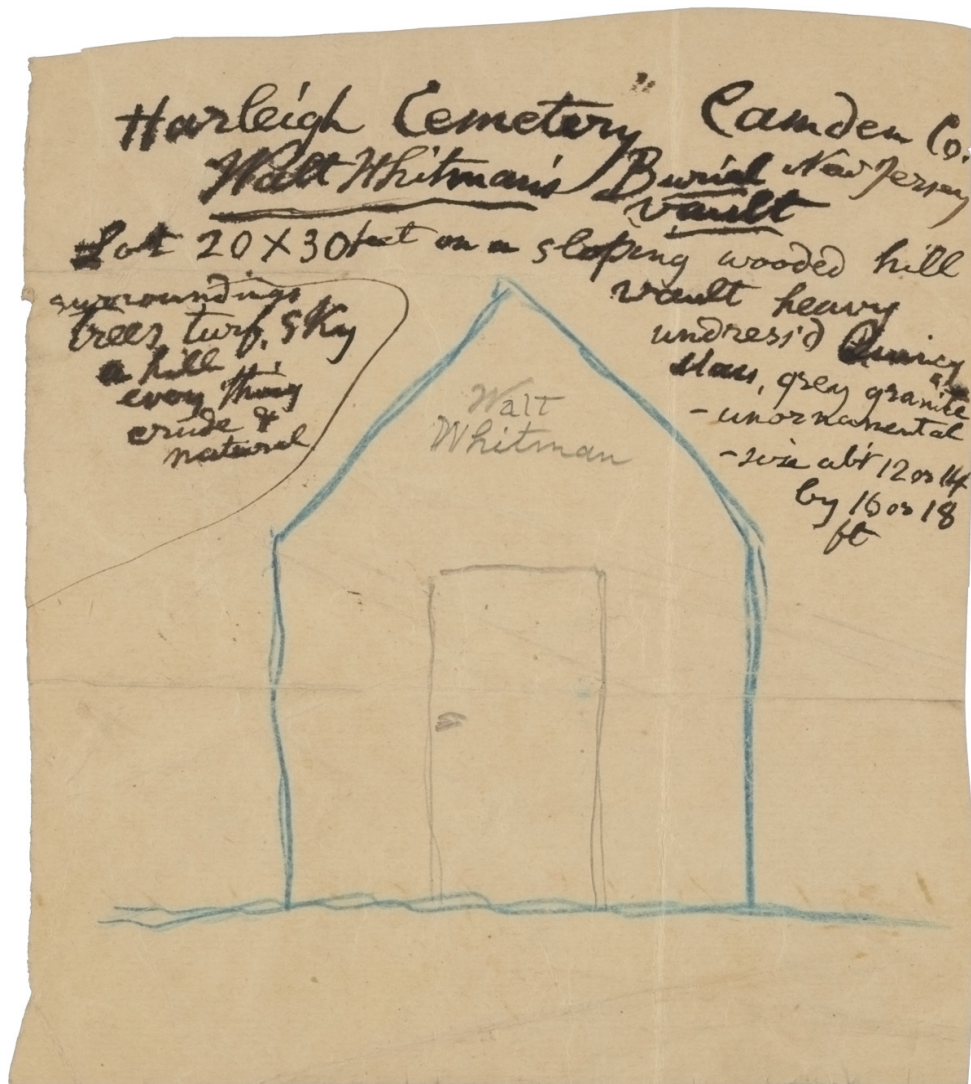 Harleigh Cemetery Camden Co.
New Jersey
Walt Whitman's Burial
vault
Lot 20 X 30 feet on a sloping wooded hill
surroundings
trees, turf, sky
a hill
every thing
crude &
natural
vault heavy
undress'd Quincy
Mass, grey granite
- unornamental
- size ab't 12 or 14
by 16 or 18
ft
Walt
Whitman